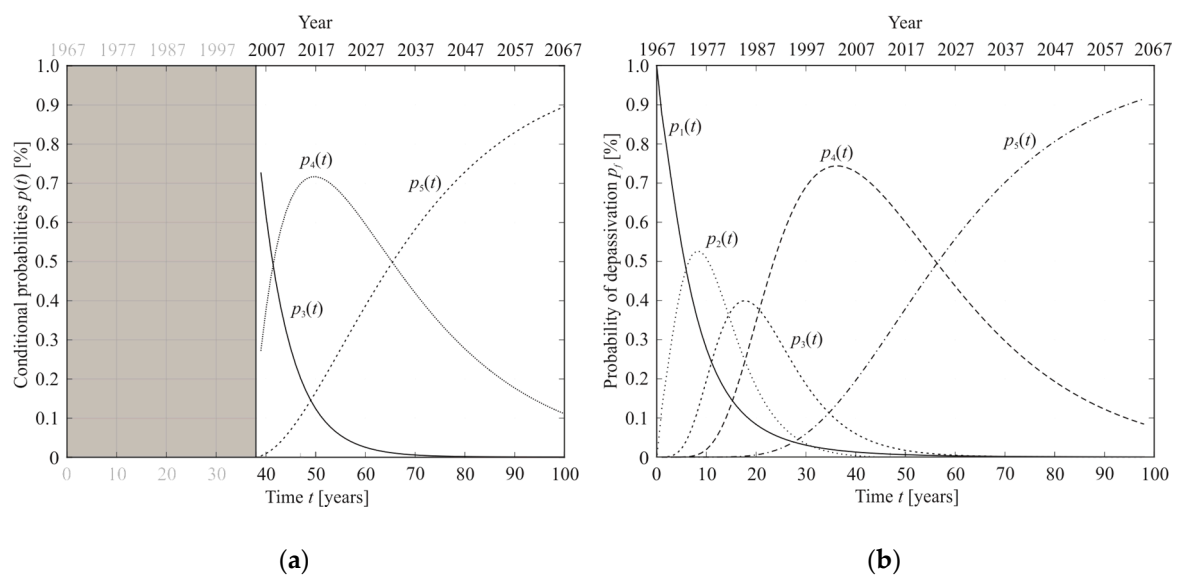 Year
1967 1977 1987 1997 2007 2017 2027 2037 2047 2057 2067
1.0
0.9
0.8
0.7
0.6
0.5
0.4
0.3
0.2
0.1
0
Conditional probabilities p(t) [%]
p4(t)
p5(t)
p3(t)
0 10 20 30 40 50 60 70 80 90 100
Time t [years]
(a)
Year
1967 1977 1987 1997 2007 2017 2027 2037 2047 2057 2067
1.0
0.9
0.8
0.7
0.6
0.5
0.4
0.3
0.2
0.1
0
Probability of depassivation pf [%]
p1(t)
p2(t)
p4(t)
p3(t)
p5(t)
0 10 20 30 40 50 60 70 80 90 100
Time t [years]
(b)